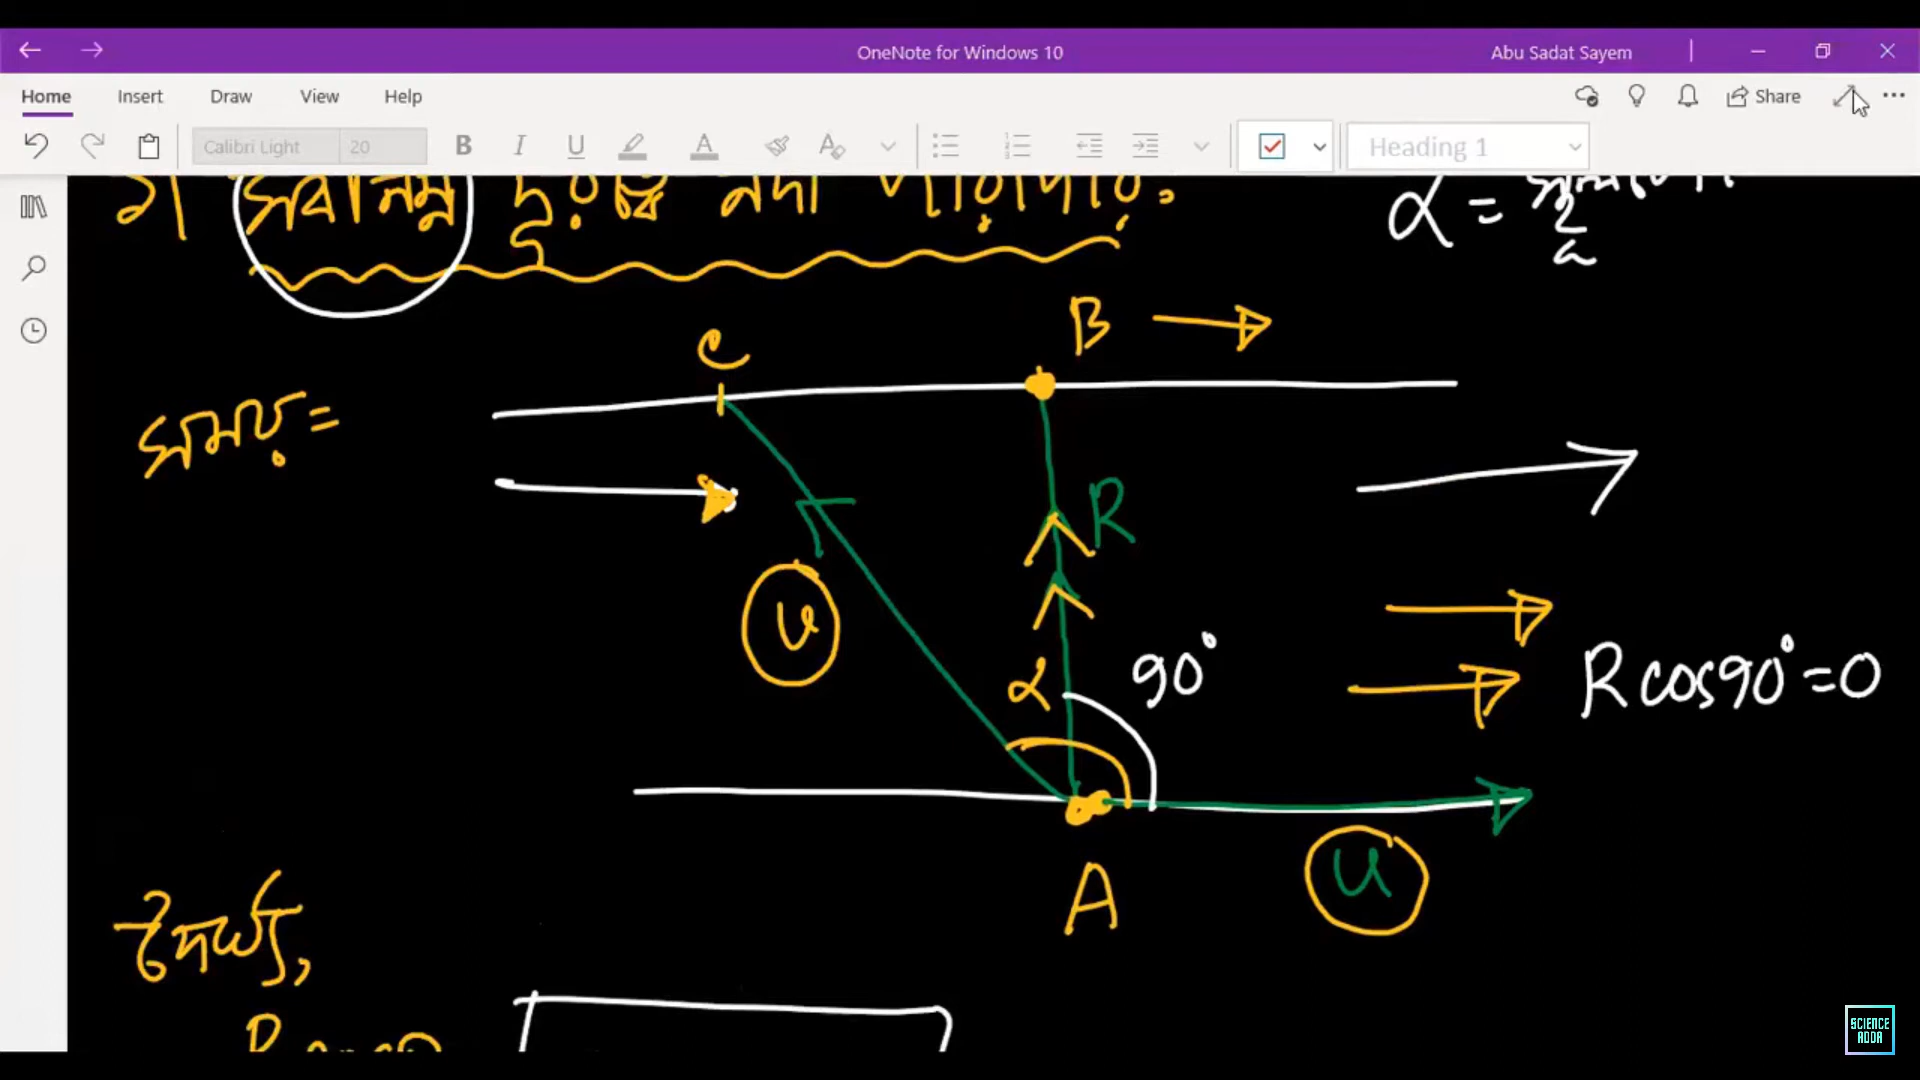 OneNote for Windows 10
Abu Sadat Sayem
Home Insert Draw View Help
Share
Calibri Light 20 B I U A
Heading 1
১। সর্বনিম্ন দূরত্বে নদী পারাপার:
α =
C
B
সময় =
R
v
α
90°
R cos90° = 0
u
A
দৈর্ঘ্য,
SCIENCE
ADDA